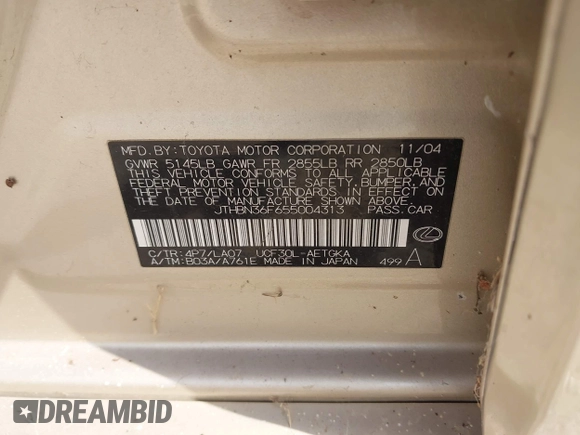 MFD. BY: TOYOTA MOTOR CORPORATION 11/04
GVWR 5145LB GAWR FR 2855LB RR 2850LB
THIS VEHICLE CONFORMS TO ALL APPLICABLE
FEDERAL MOTOR VEHICLE SAFETY, BUMPER, AND
THEFT PREVENTION STANDARDS IN EFFECT ON
THE DATE OF MANUFACTURE SHOWN ABOVE.
JTHBN36F655004313 PASS. CAR
C/TR: 4P7/LA07 UCF30L-AETGKA
A/TM: B03A/A761E MADE IN JAPAN 499 A
DREAMBID